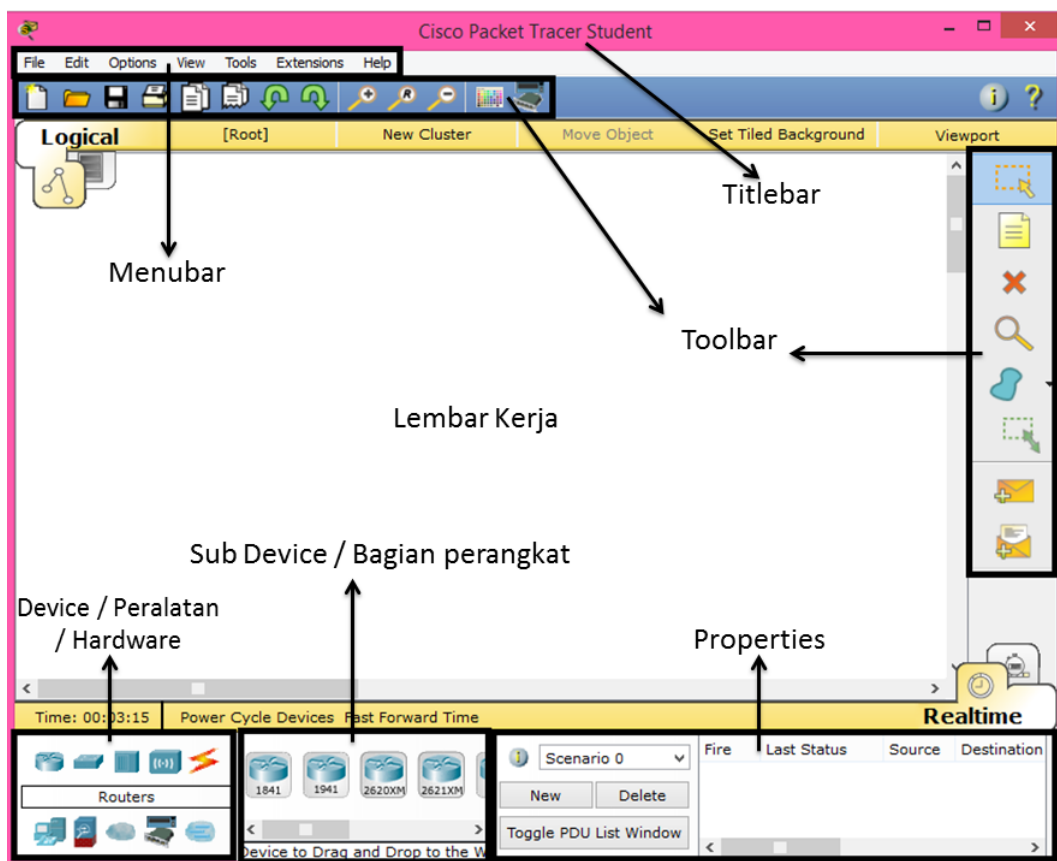 Cisco Packet Tracer Student
File Edit Options View Tools Extensions Help
Logical [Root] New Cluster Move Object Set Tiled Background Viewport
Titlebar
Menubar
Toolbar
Lembar Kerja
Sub Device / Bagian perangkat
Device / Peralatan
/ Hardware
Properties
Time: 00:03:15 Power Cycle Devices Fast Forward Time Realtime
Routers
1841 1941 2620XM 2621XM
Device to Drag and Drop to the W
Scenario 0
New Delete
Toggle PDU List Window
Fire Last Status Source Destination